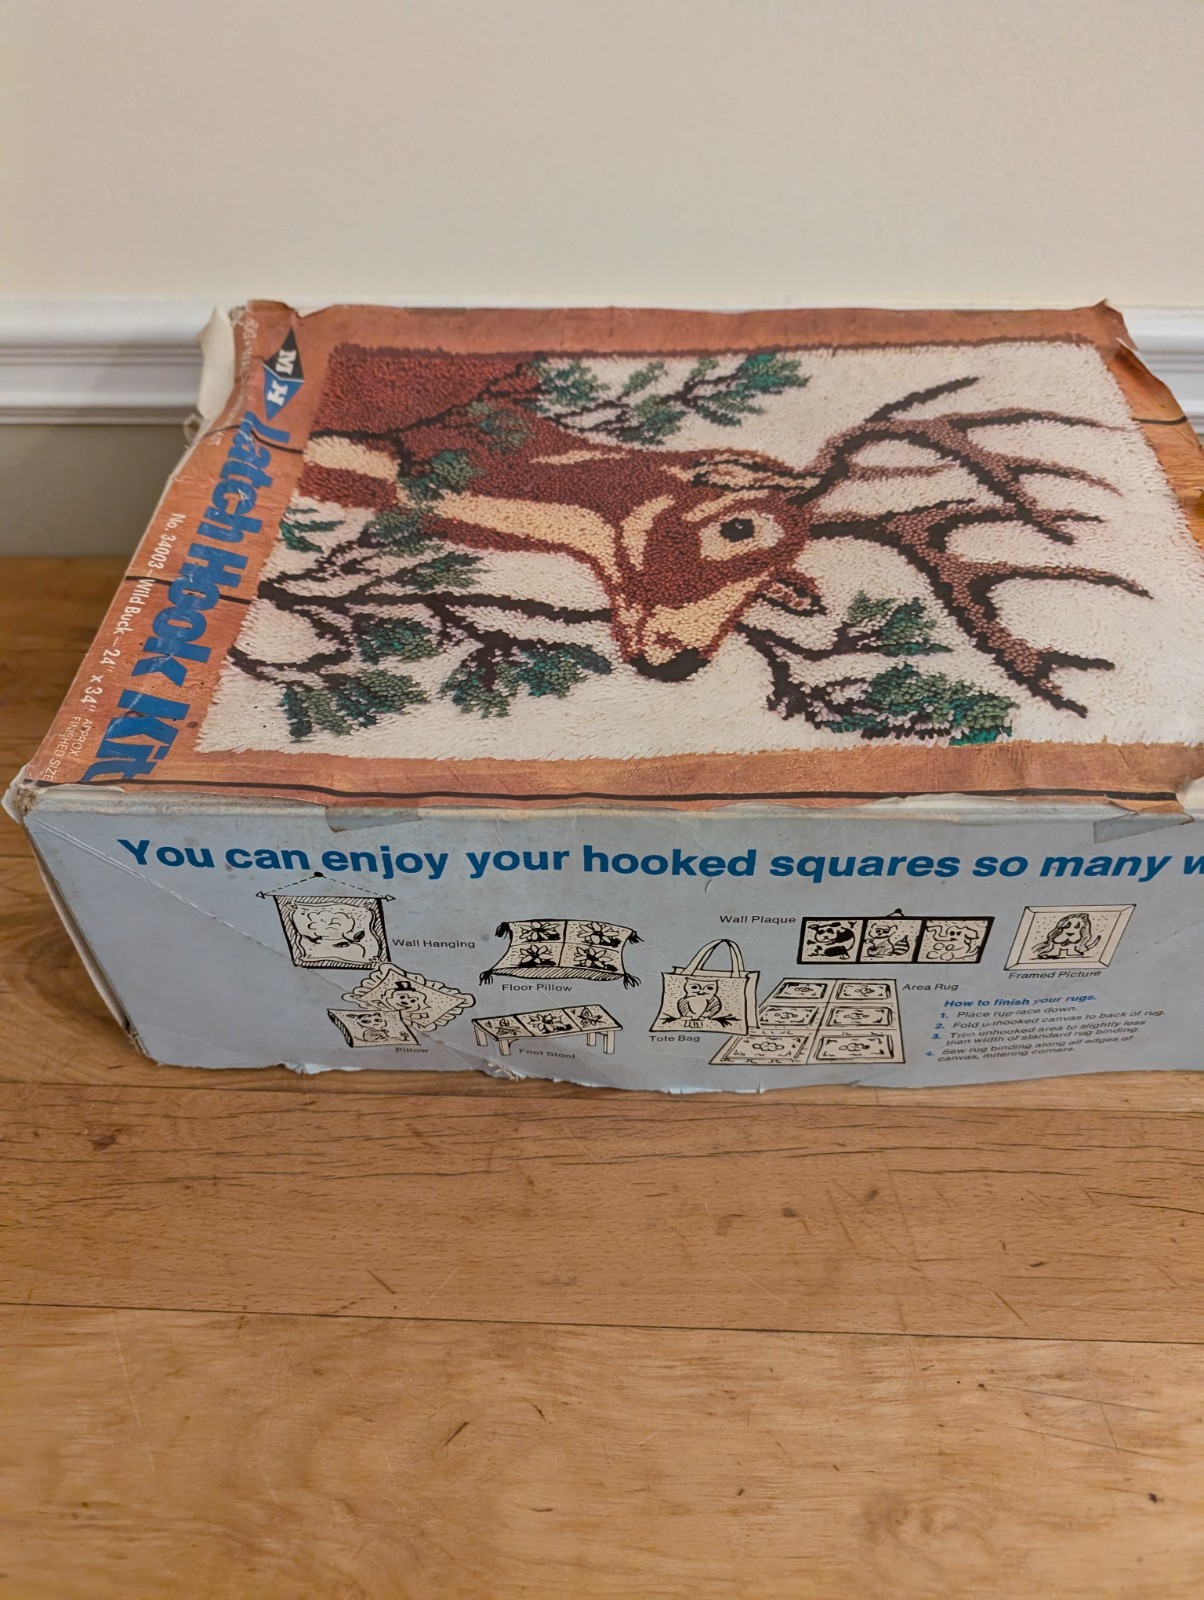 MH
Latch Hook Kit
No. 34003-Wild Buck-24" x 34" APPROX. FINISHED SIZE
You can enjoy your hooked squares so many
Wall Hanging
Floor Pillow
Wall Plaque
Framed Picture
Pillow
Foot Stool
Tote Bag
Area Rug
How to finish your rugs.
1. Place rug face down.
2. Fold unhooked canvas to back of rug.
3. Trim unhooked area to slightly less
than width of standard rug binding.
4. Sew rug binding along all edges of
canvas, mitering corners.